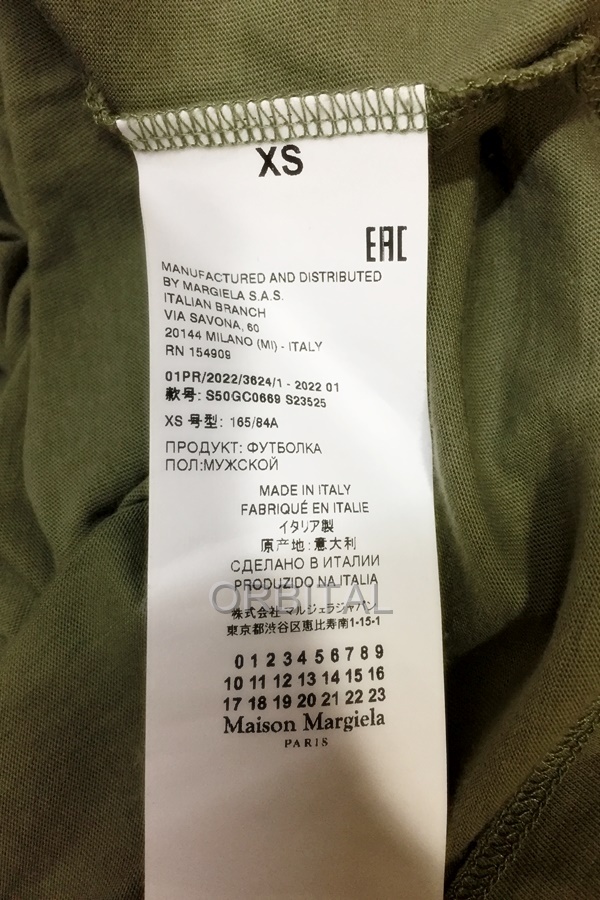 XS
EAC
MANUFACTURED AND DISTRIBUTED
BY MARGIELA S.A.S.
ITALIAN BRANCH
VIA SAVONA, 60
20144 MILANO (MI) - ITALY
RN 154909
01PR/2022/3624/1 - 2022 01
款号: S50GC0669 S23525
XS 号型: 165/84A
ПРОДУКТ: ФУТБОЛКА
ПОЛ:МУЖСКОЙ
MADE IN ITALY
FABRIQUÉ EN ITALIE
イタリア製
原产地:意大利
СДЕЛАНО В ИТАЛИИ
PRODUZIDO NA ITALIA
ORBITAL
株式会社 マルジェラジャパン
東京都渋谷区恵比寿南1-15-1
0 1 2 3 4 5 6 7 8 9
10 11 12 13 14 15 16
17 18 19 20 21 22 23
Maison Margiela
PARIS